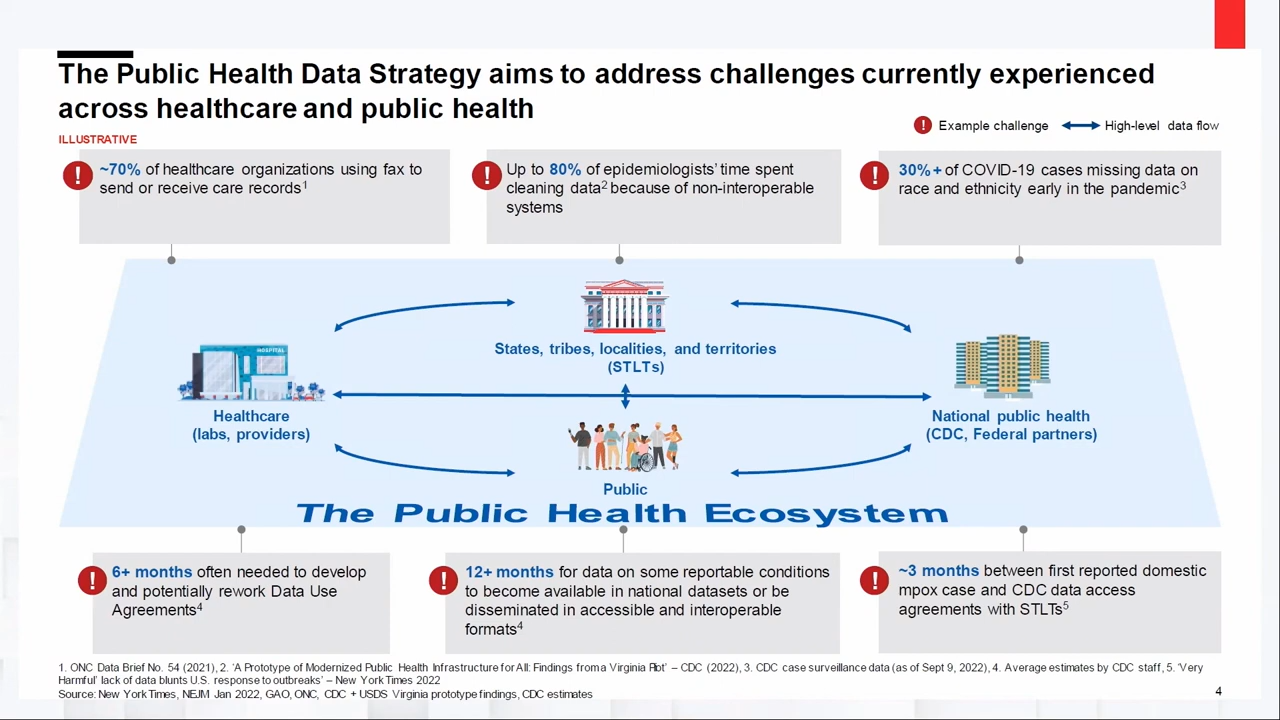 The Public Health Data Strategy aims to address challenges currently experienced
across healthcare and public health
ILLUSTRATIVE
! Example challenge
High-level data flow
! ~70% of healthcare organizations using fax to
send or receive care records1
! Up to 80% of epidemiologists' time spent
cleaning data2 because of non-interoperable
systems
! 30%+ of COVID-19 cases missing data on
race and ethnicity early in the pandemic3
States, tribes, localities, and territories
(STLTs)
HOSPITAL
Healthcare
(labs, providers)
National public health
(CDC, Federal partners)
Public
The Public Health Ecosystem
! 6+ months often needed to develop
and potentially rework Data Use
Agreements4
! 12+ months for data on some reportable conditions
to become available in national datasets or be
disseminated in accessible and interoperable
formats4
! ~3 months between first reported domestic
mpox case and CDC data access
agreements with STLTs5
1. ONC Data Brief No. 54 (2021), 2. 'A Prototype of Modernized Public Health Infrastructure for All: Findings from a Virginia Pilot' – CDC (2022), 3. CDC case surveillance data (as of Sept 9, 2022), 4. Average estimates by CDC staff, 5. 'Very
Harmful' lack of data blunts U.S. response to outbreaks' – New York Times 2022
Source: New York Times, NEJM Jan 2022, GAO, ONC, CDC + USDS Virginia prototype findings, CDC estimates
4